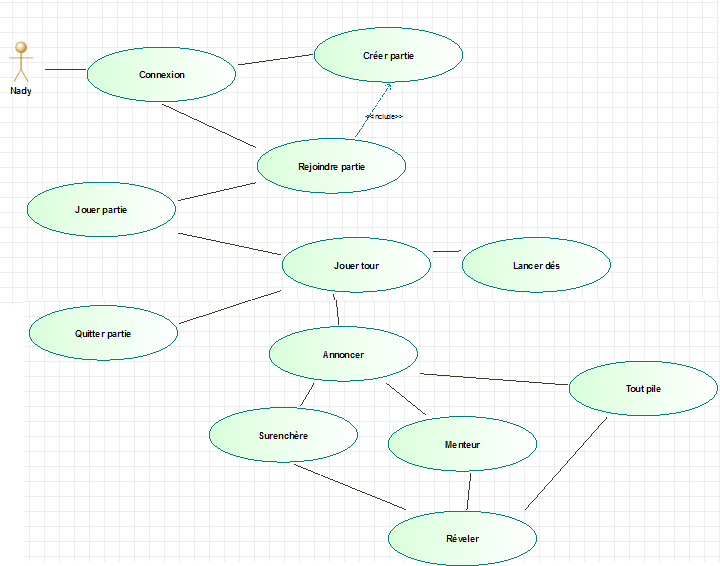 Créer partie
Connexion
Nady
<<include>>
Rejoindre partie
Jouer partie
Jouer tour
Lancer dés
Quitter partie
Annoncer
Tout pile
Surenchère
Menteur
Réveler